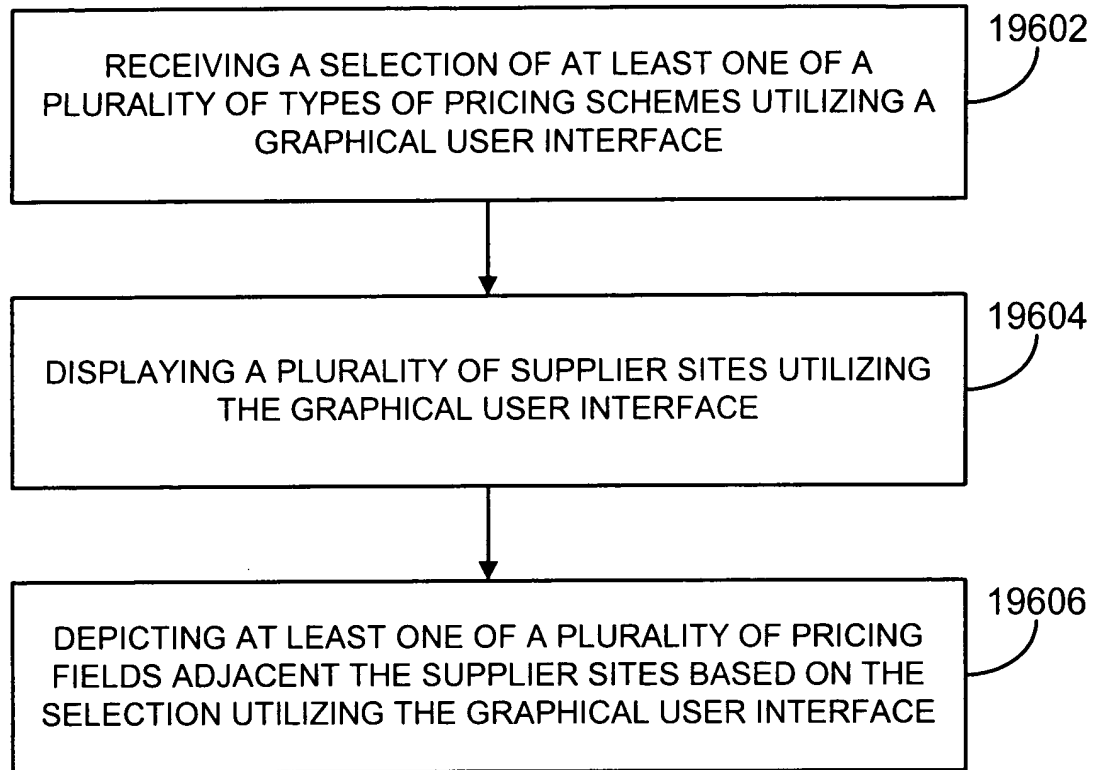 19602
RECEIVING A SELECTION OF AT LEAST ONE OF A
PLURALITY OF TYPES OF PRICING SCHEMES UTILIZING A
GRAPHICAL USER INTERFACE
19604
DISPLAYING A PLURALITY OF SUPPLIER SITES UTILIZING
THE GRAPHICAL USER INTERFACE
19606
DEPICTING AT LEAST ONE OF A PLURALITY OF PRICING
FIELDS ADJACENT THE SUPPLIER SITES BASED ON THE
SELECTION UTILIZING THE GRAPHICAL USER INTERFACE